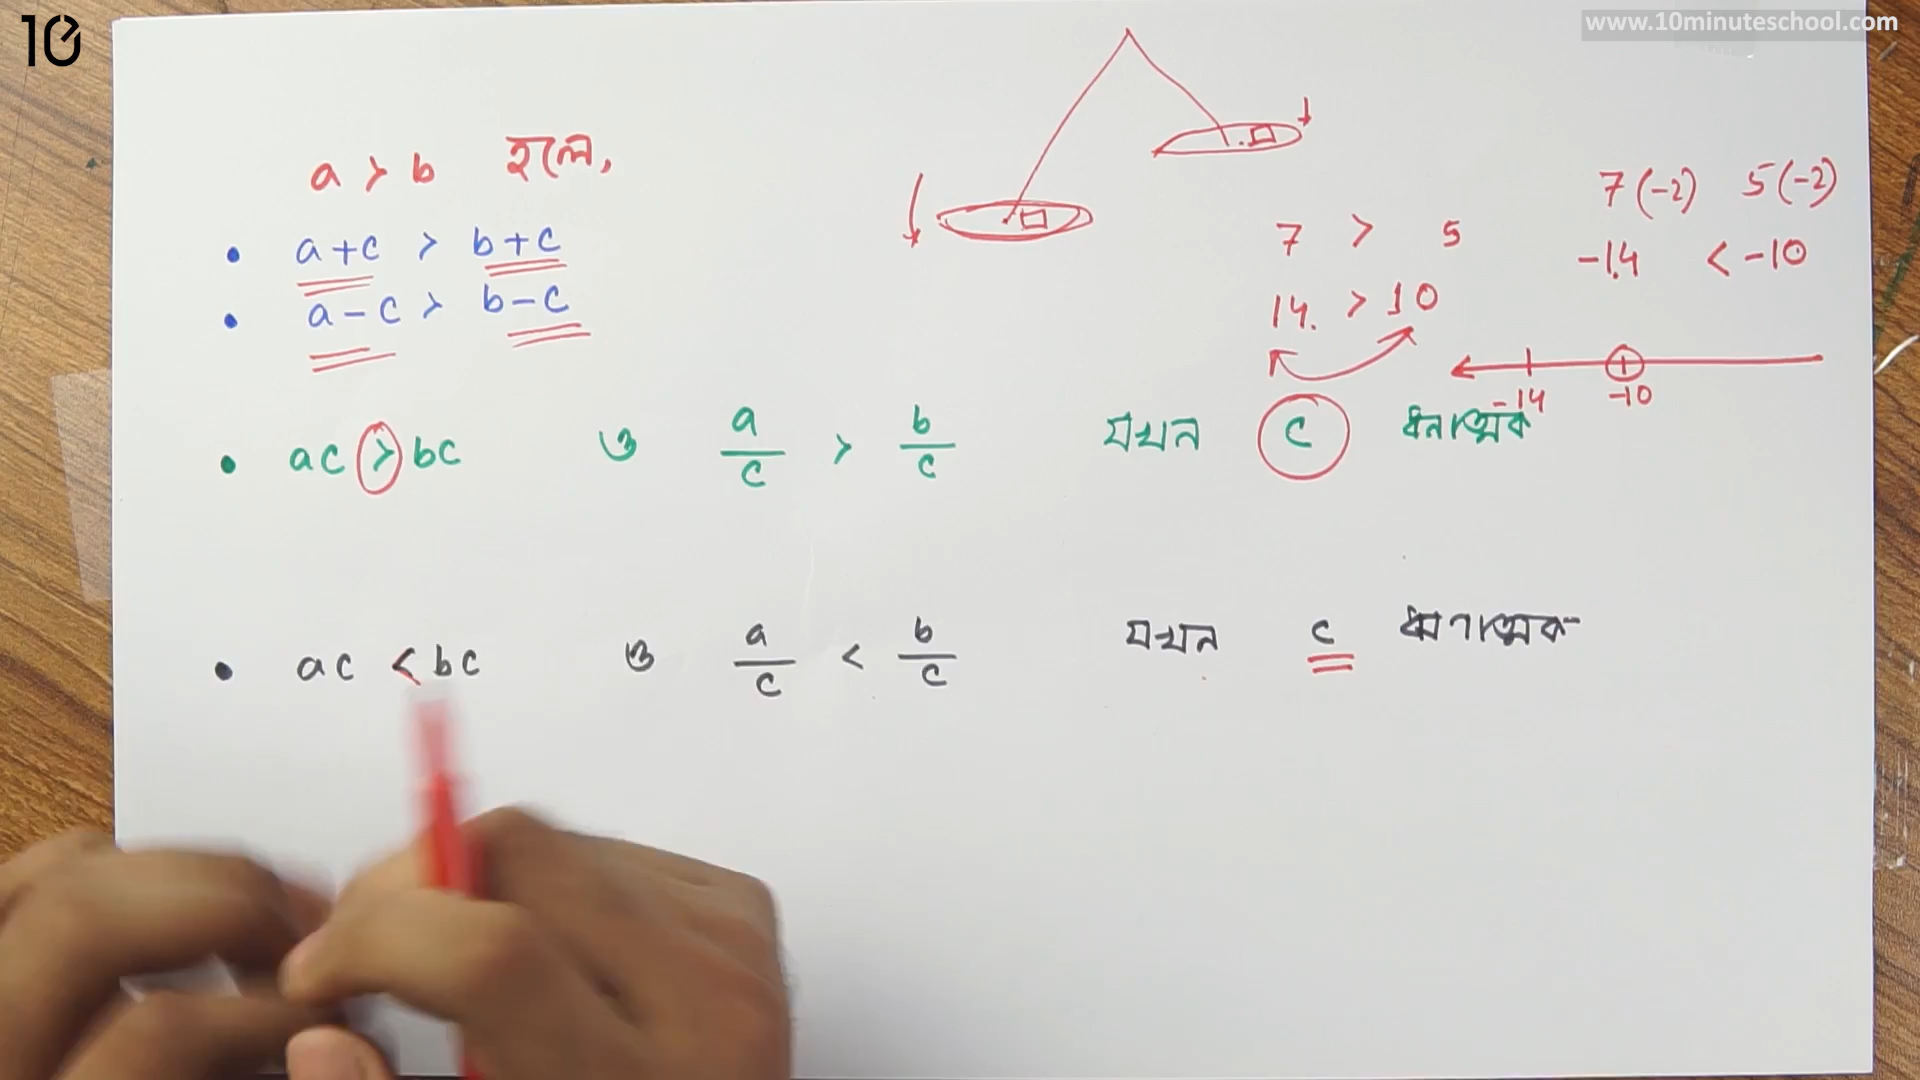 10
www.10minuteschool.com
a > b হলে,
• a+c > b+c
• a-c > b-c
7 > 5
14. > 10
7(-2) 5(-2)
-14 < -10
-14 -10
• ac > bc ও a/c > b/c যখন c ধনাত্মক
• ac < bc ও a/c < b/c যখন c ঋণাত্মক